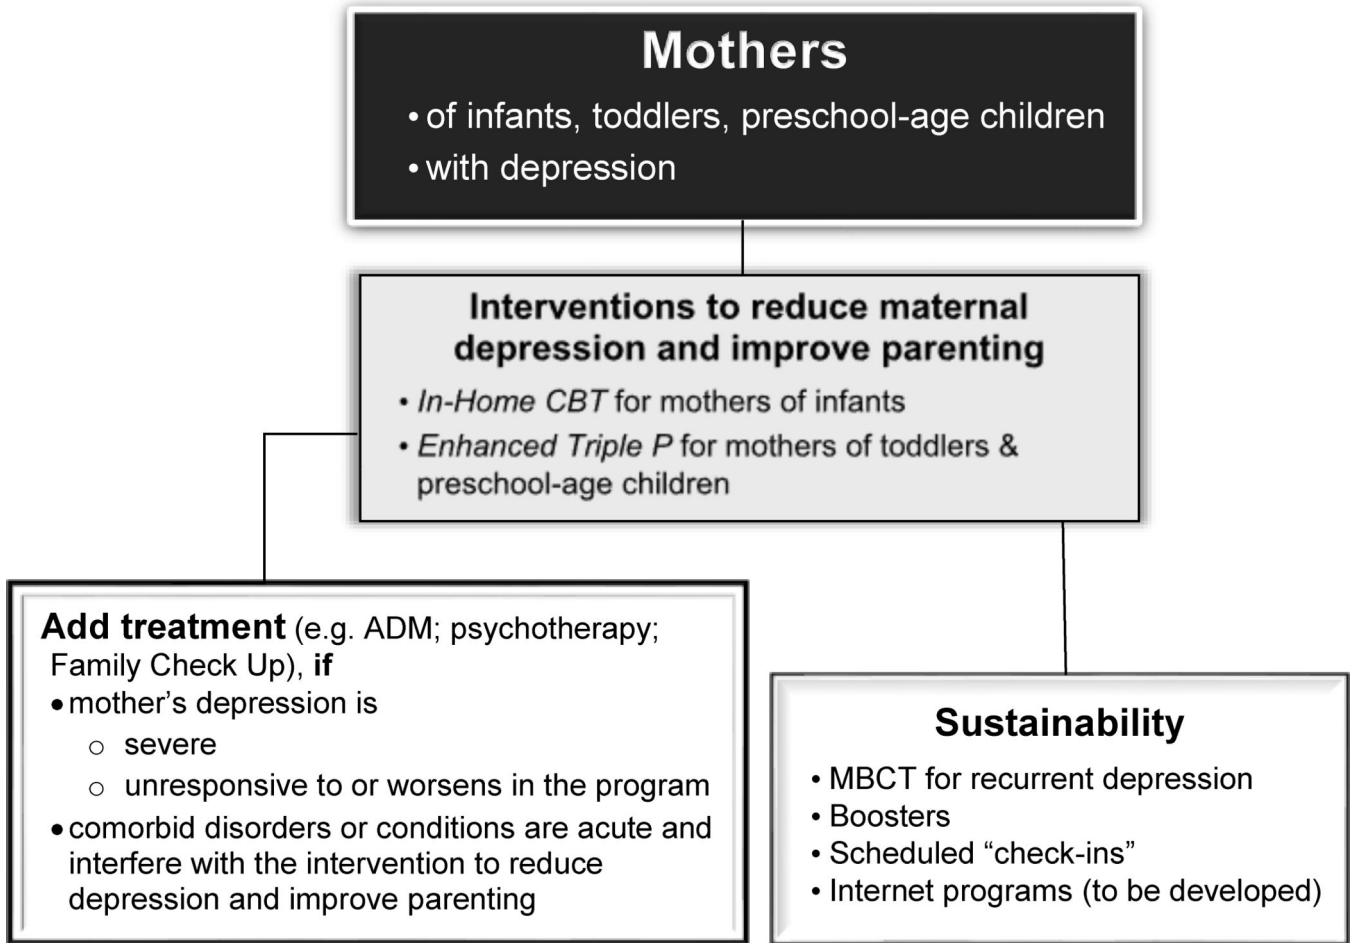 Mothers
• of infants, toddlers, preschool-age children
• with depression
Interventions to reduce maternal
depression and improve parenting
• In-Home CBT for mothers of infants
• Enhanced Triple P for mothers of toddlers &
preschool-age children
Add treatment (e.g. ADM; psychotherapy;
Family Check Up), if
• mother’s depression is
o severe
o unresponsive to or worsens in the program
• comorbid disorders or conditions are acute and
interfere with the intervention to reduce
depression and improve parenting
Sustainability
• MBCT for recurrent depression
• Boosters
• Scheduled “check-ins”
• Internet programs (to be developed)